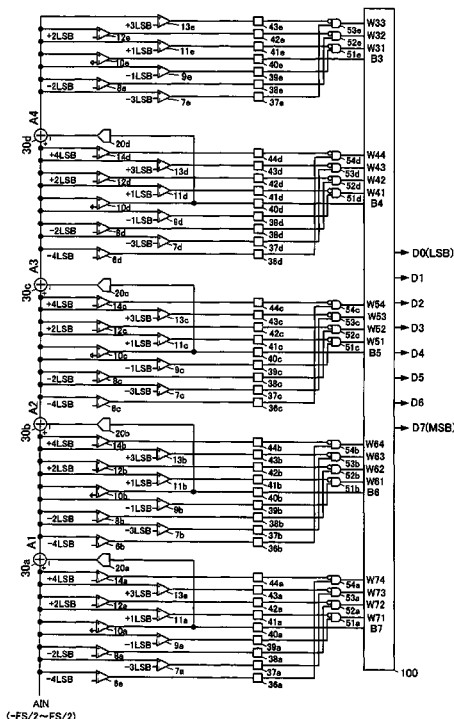 +3LSB 13e 43e W33
+2LSB 12e 42e 53e W32
+1LSB 11e 41e 52e W31
10e 40e 51e B3
-1LSB 9e 39e
-2LSB 8e 38e
-3LSB 7e 37e
A4
30d 20d
+4LSB 14d 44d W44
+3LSB 13d 43d 54d W43
+2LSB 12d 42d 53d W42
+1LSB 11d 41d 52d W41
10d 40d 51d B4
-1LSB
-2LSB 8d
-3LSB 7d 37d
-4LSB 6d
D0(LSB)
A3
30c 20c
D1
+4LSB 14c 44c W54
D2
+3LSB 13c 43c 54c W53
+2LSB 12c 42c 53c W52
D3
+1LSB 11c 41c 52c W51
10c 40c 51c B5
D4
-1LSB 9c 39c
-2LSB 8c 38c
D5
-3LSB 7c 37c
-4LSB 6c 36c
D6
A2
30b 20b
D7(MSB)
+4LSB 14b 44b W64
+3LSB 13b 43b 54b W63
+2LSB 12b 42b 53b W62
+1LSB 11b 41b 52b W61
10b 40b 51b B6
-1LSB 9b 39b
-2LSB 8b 38b
-3LSB 7b 37b
-4LSB 6b 36b
A1
30a 20a
+4LSB 14a 44a W74
+3LSB 13a 43a 54a W73
+2LSB 12a 42a 53a W72
+1LSB 11a 41a 52a W71
10a 40a 51a B7
-1LSB 9a 39a
-2LSB 8a 38a
-3LSB 7a 37a
-4LSB 36a
100
AIN
(-FS/2~FS/2)